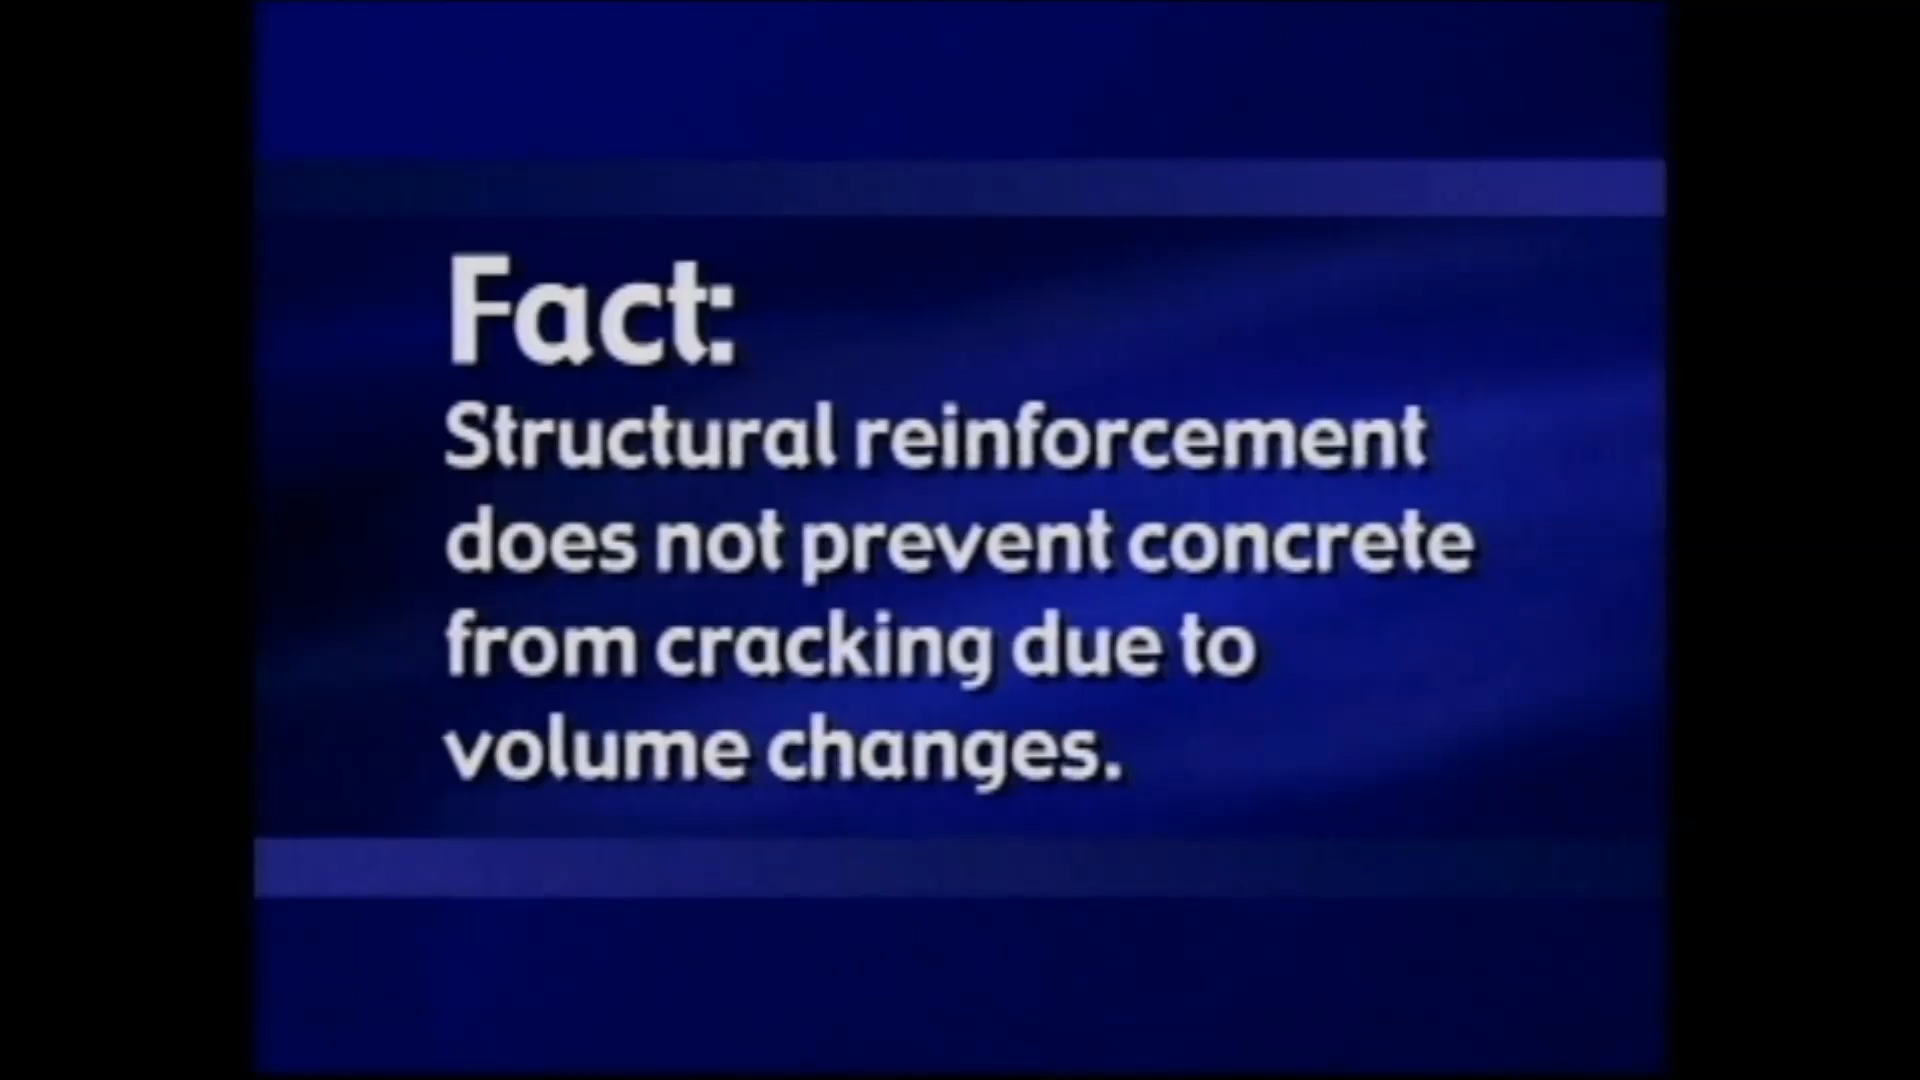 Fact:
Structural reinforcement
does not prevent concrete
from cracking due to
volume changes.